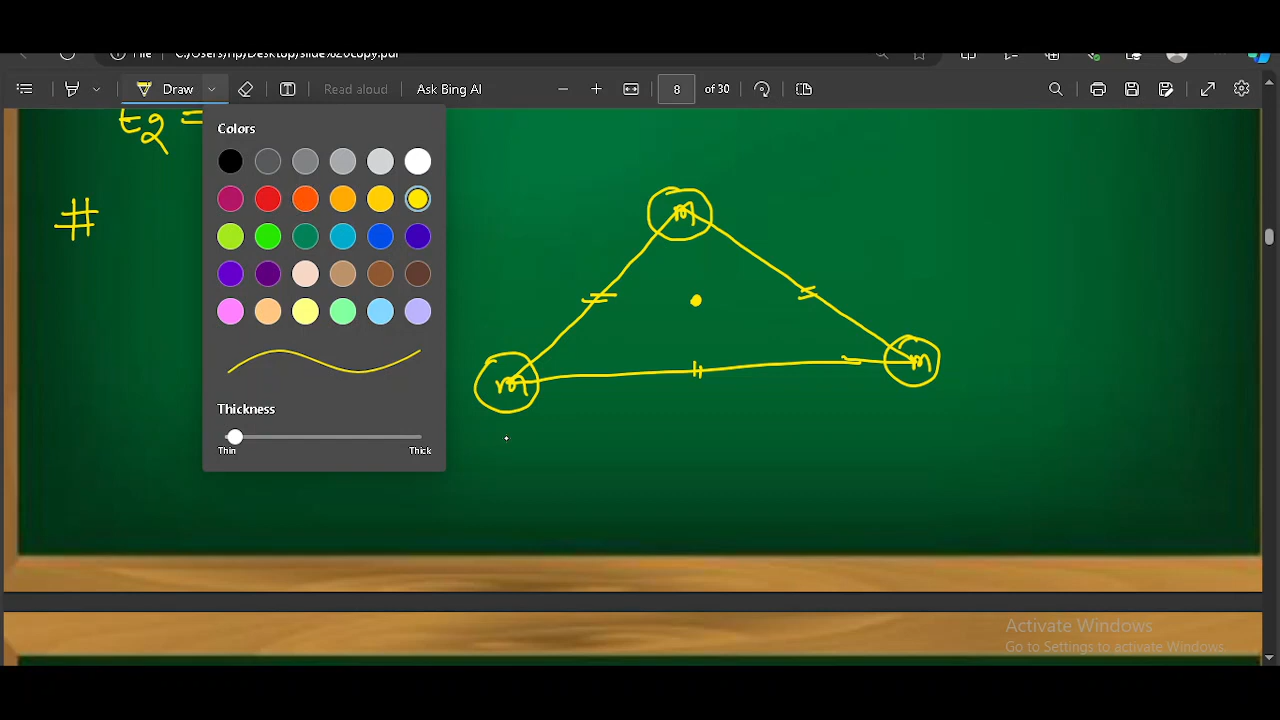 File C:/Users/hp/Desktop/slide%20copy.pdf
Draw Read aloud Ask Bing AI 8 of 30
t2 =
Colors
#
m
m
m
Thickness
Thin Thick
Activate Windows
Go to Settings to activate Windows.